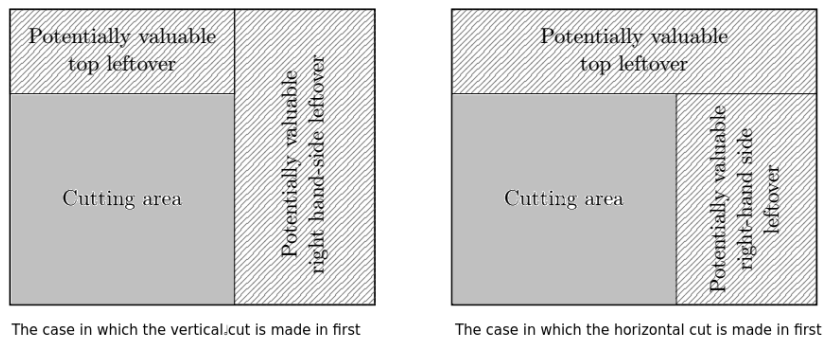 Potentially valuable
top leftover
Potentially valuable
right hand-side leftover
Cutting area
The case in which the vertical cut is made in first
Potentially valuable
top leftover
Cutting area
Potentially valuable
right-hand side
leftover
The case in which the horizontal cut is made in first